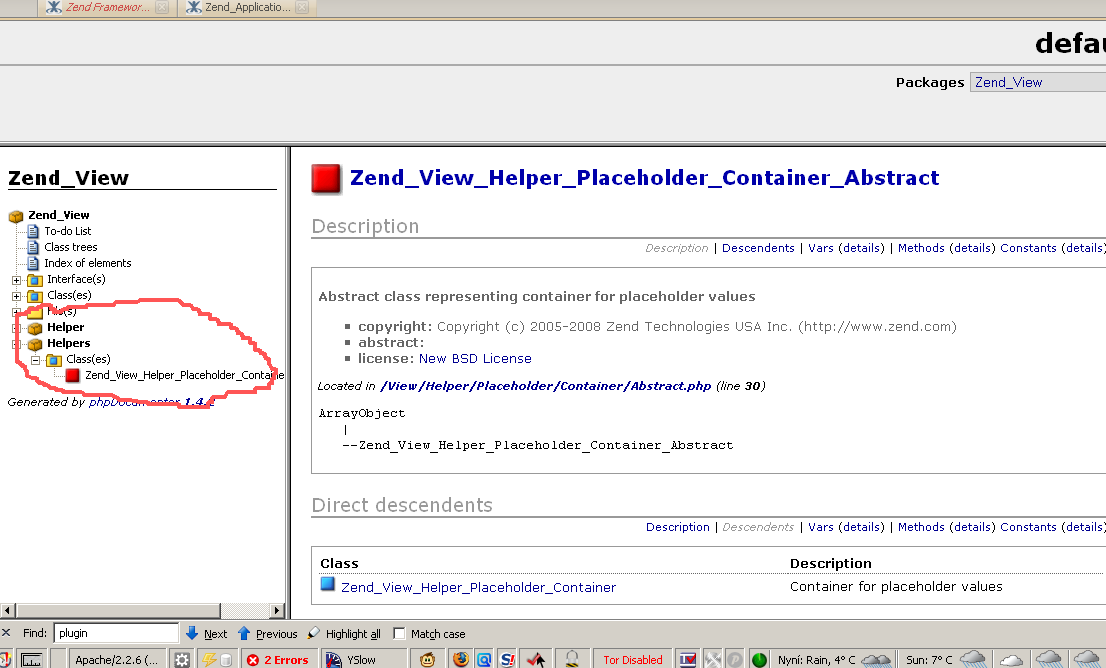 Zend Framewor...
Zend_Applicatio...
defau
Packages
Zend_View
Zend_View
Zend_View
To-do List
Class trees
Index of elements
Interface(s)
Class(es)
File(s)
Helper
Helpers
Class(es)
Zend_View_Helper_Placeholder_Containe
Generated by phpDocumentor 1.4.2
Zend_View_Helper_Placeholder_Container_Abstract
Description
Description | Descendents | Vars (details) | Methods (details) Constants (details)
Abstract class representing container for placeholder values
copyright: Copyright (c) 2005-2008 Zend Technologies USA Inc. (http://www.zend.com)
abstract:
license: New BSD License
Located in /View/Helper/Placeholder/Container/Abstract.php (line 30)
ArrayObject
|
--Zend_View_Helper_Placeholder_Container_Abstract
Direct descendents
Description | Descendents | Vars (details) | Methods (details) Constants (details)
Class Description
Zend_View_Helper_Placeholder_Container Container for placeholder values
Find: plugin Next Previous Highlight all Match case
Apache/2.2.6 (... 2 Errors YSlow S! Tor Disabled Nyní: Rain, 4° C Sun: 7° C